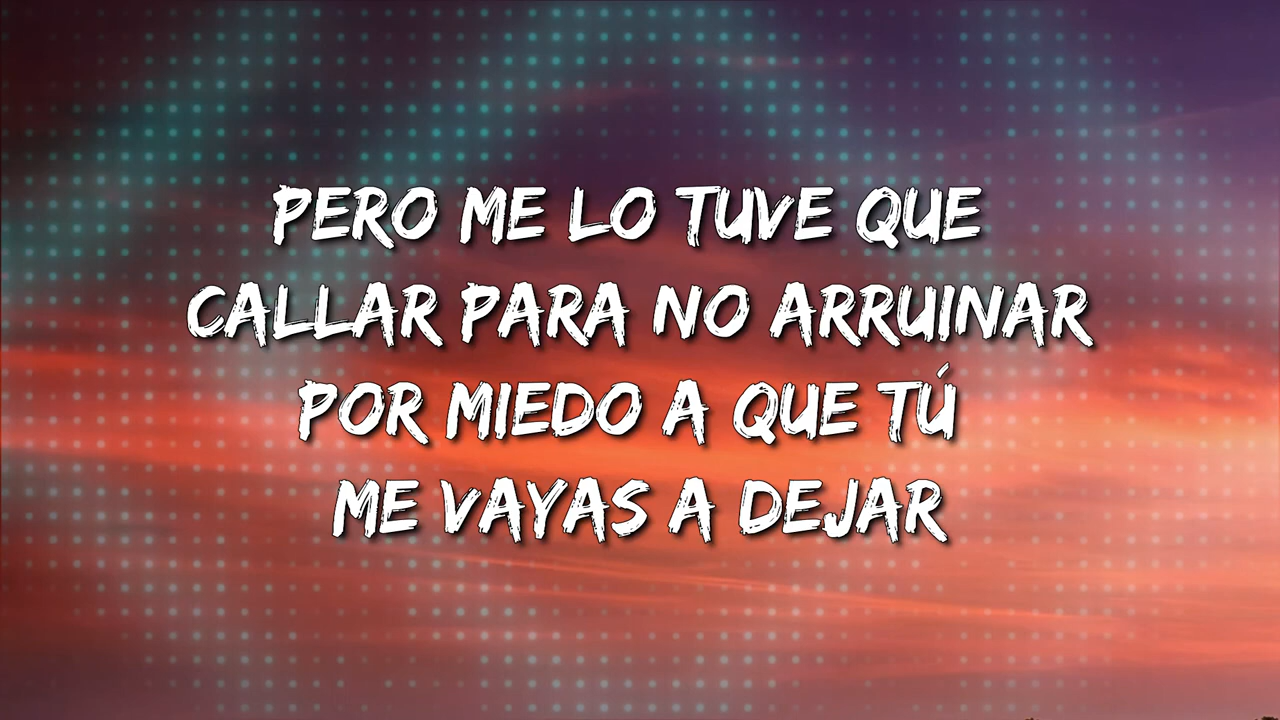 PERO ME LO TUVE QUE
CALLAR PARA NO ARRUINAR
POR MIEDO A QUE TÚ
ME VAYAS A DEJAR